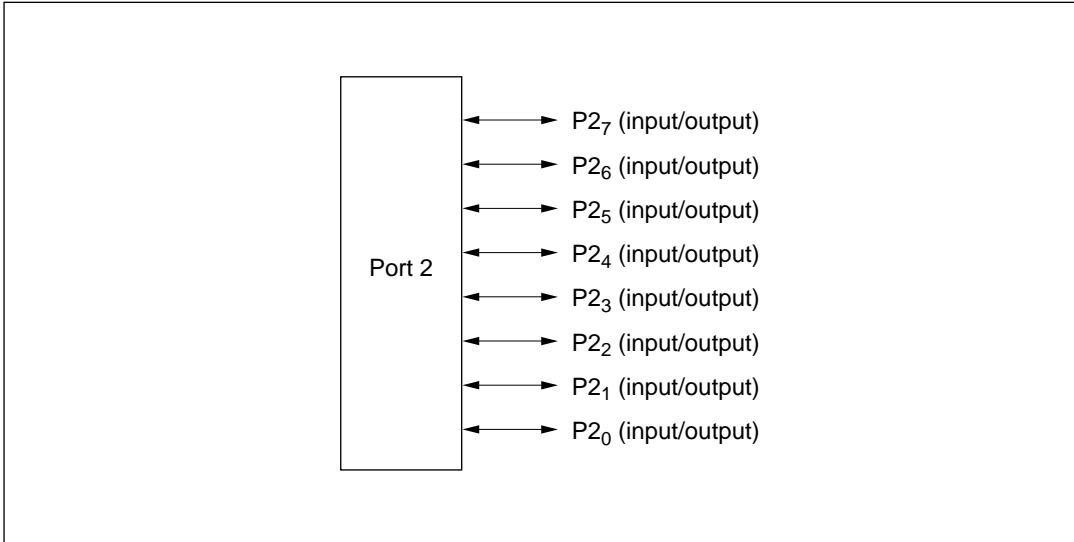 P2₇ (input/output)
P2₆ (input/output)
P2₅ (input/output)
P2₄ (input/output)
Port 2
P2₃ (input/output)
P2₂ (input/output)
P2₁ (input/output)
P2₀ (input/output)